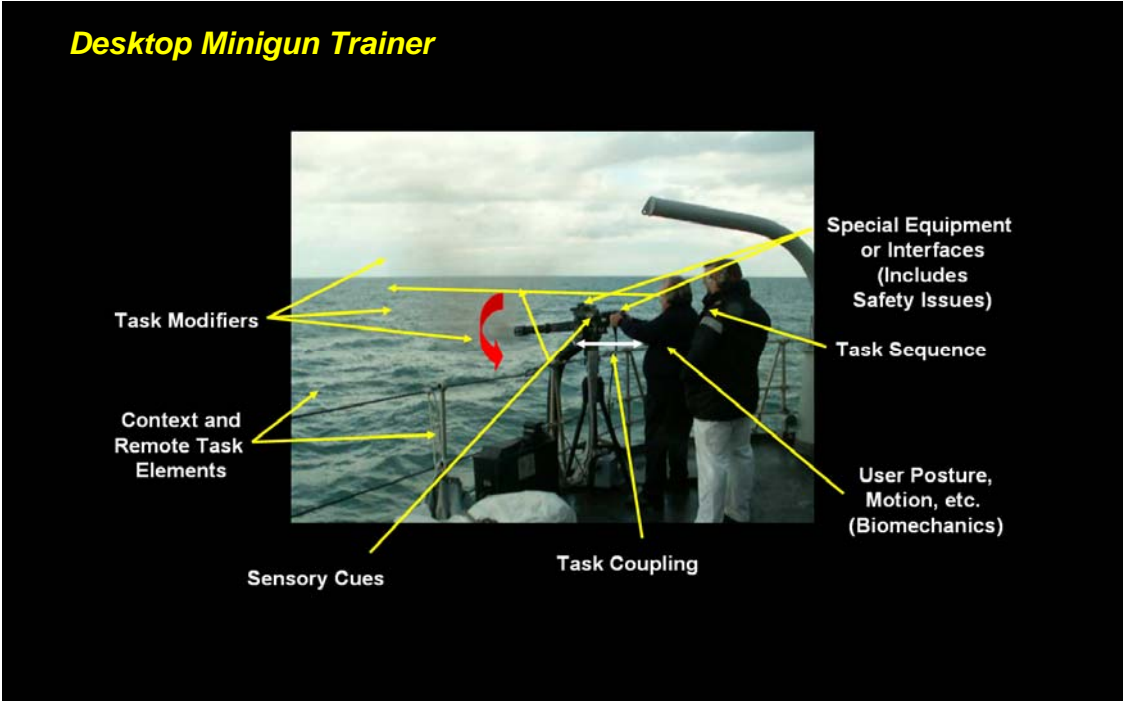 Desktop Minigun Trainer
Special Equipment
or Interfaces
(Includes
Safety Issues)
Task Modifiers
Task Sequence
Context and
Remote Task
Elements
User Posture,
Motion, etc.
(Biomechanics)
Task Coupling
Sensory Cues